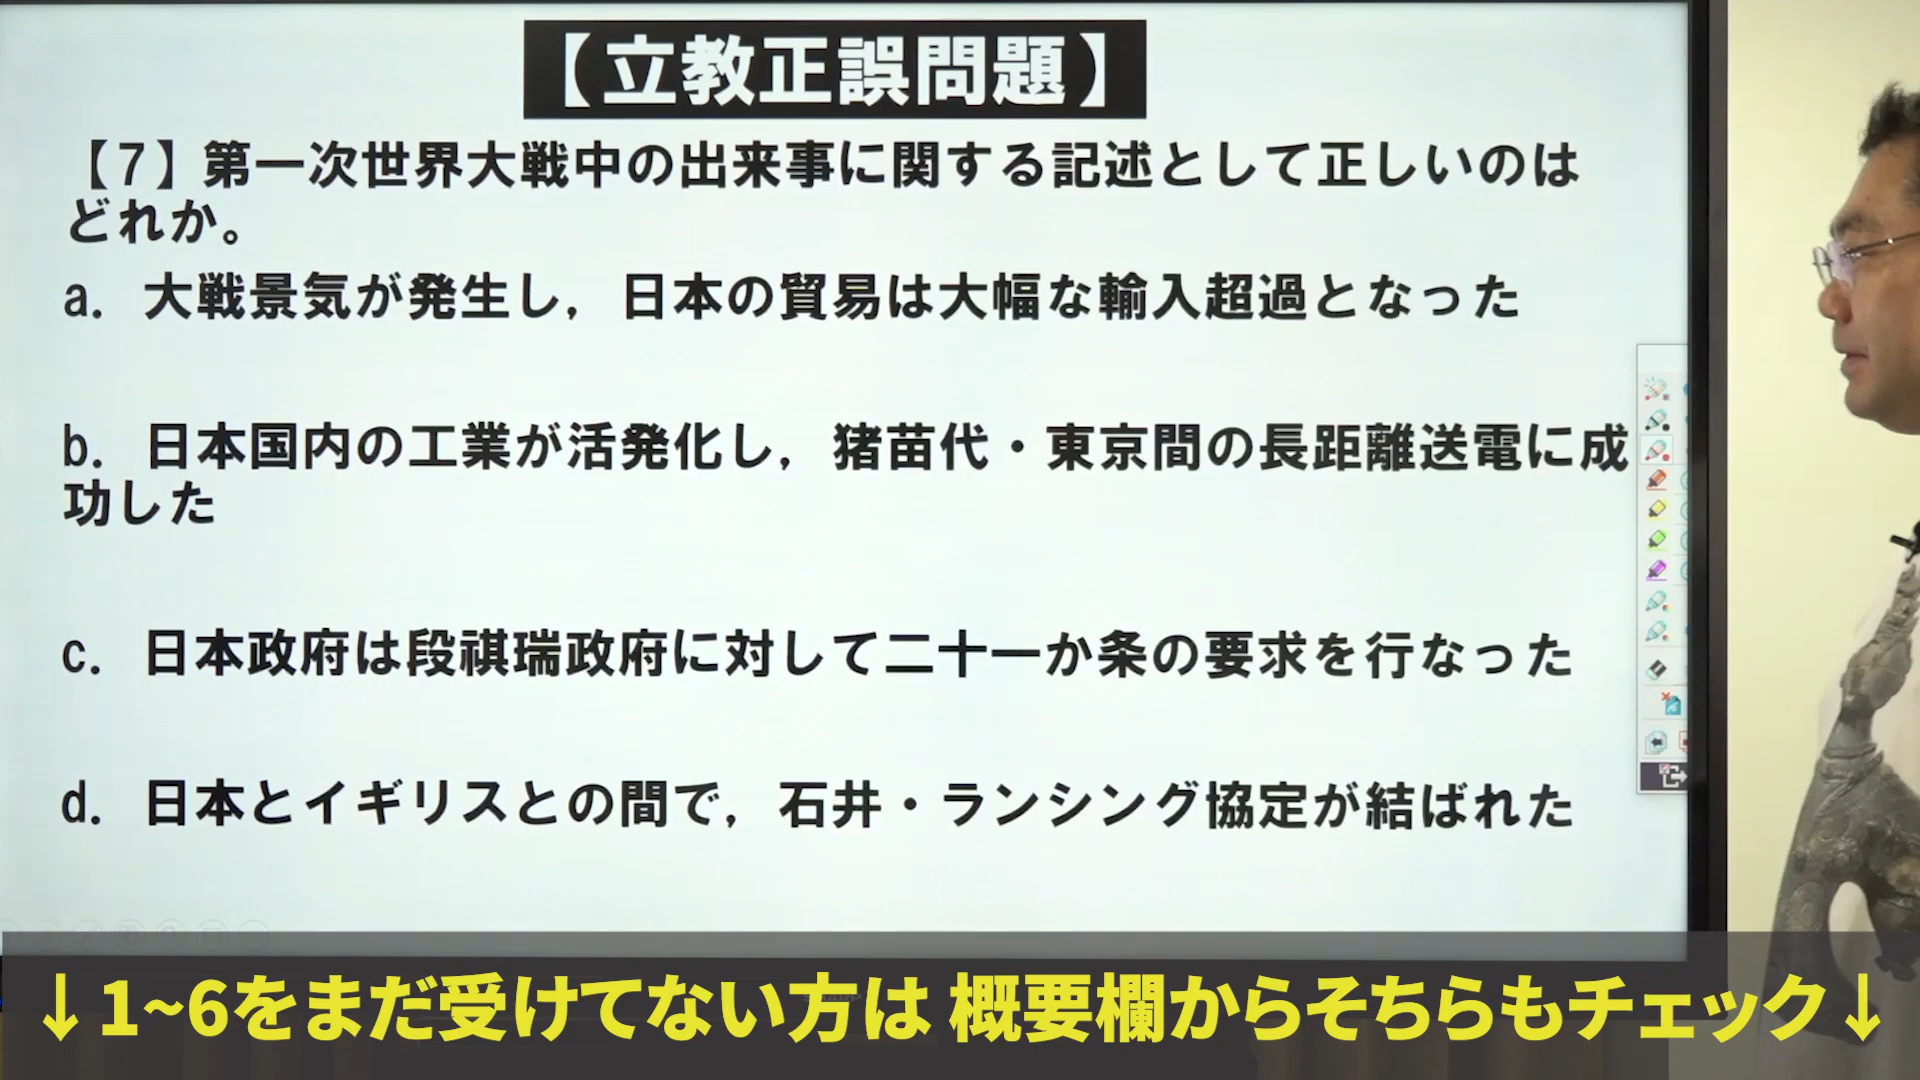 【立教正誤問題】
【7】第一次世界大戦中の出来事に関する記述として正しいのは
どれか。
a. 大戦景気が発生し，日本の貿易は大幅な輸入超過となった
b. 日本国内の工業が活発化し，猪苗代・東京間の長距離送電に成
功した
c. 日本政府は段祺瑞政府に対して二十一か条の要求を行なった
d. 日本とイギリスとの間で，石井・ランシング協定が結ばれた
↓1~6をまだ受けてない方は 概要欄からそちらもチェック↓